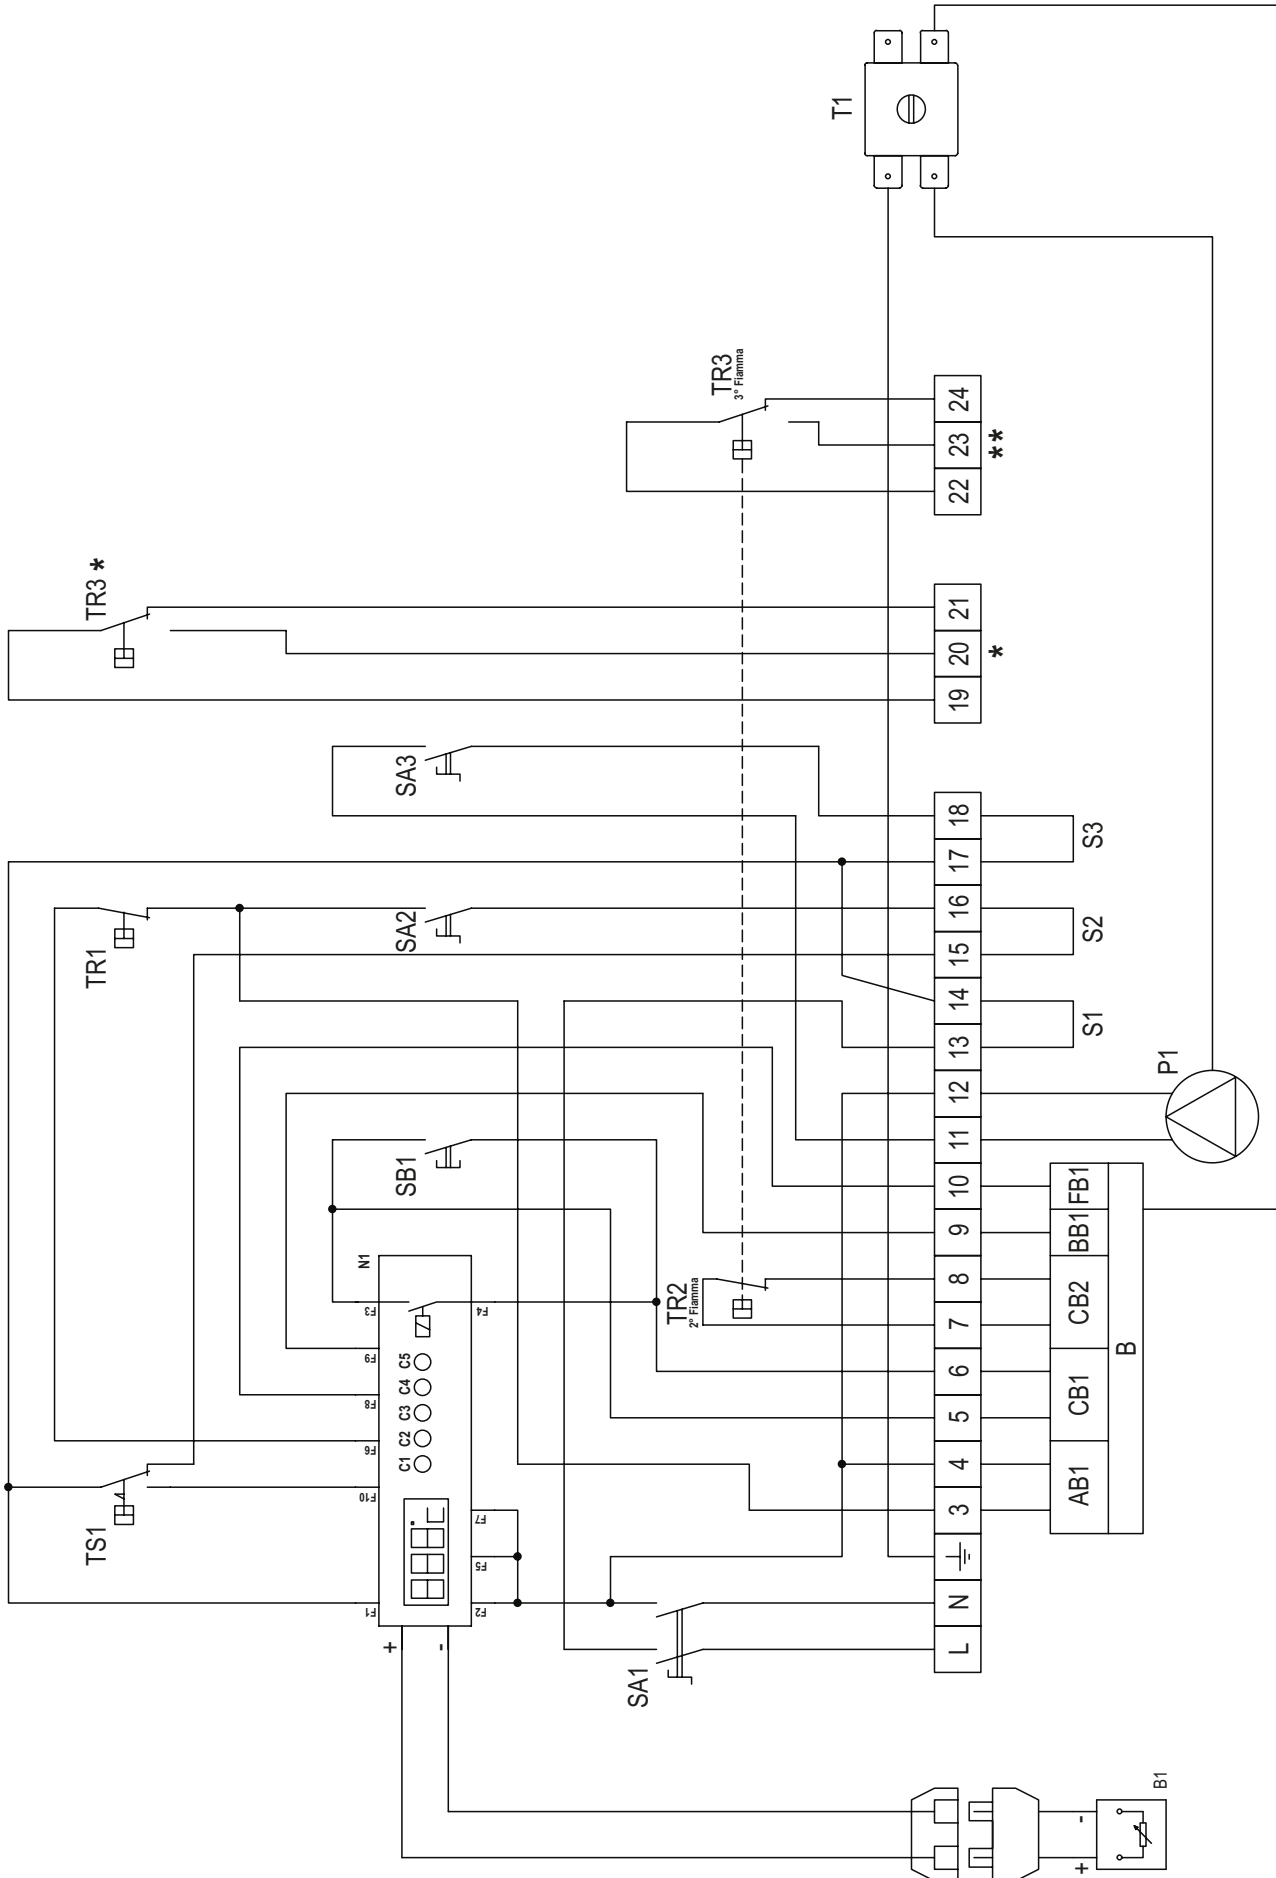 T1
TR3
3° Fiamma
24
23
22
**
TR3 *
21
20
19
*
SA3
18
17
S3
TR1
SA2
16
15
S2
14
13
S1
12
11
P1
SB1
10
9
FB1
BB1
N1
F3
F4
TR2
2° Fiamma
8
7
CB2
B
F9
F8
F6
F10
F1
C5
C4
C3
C2
C1
F7
F5
F2
6
5
CB1
4
3
AB1
TS1
+
-
SA1
N
L
B1
-
+